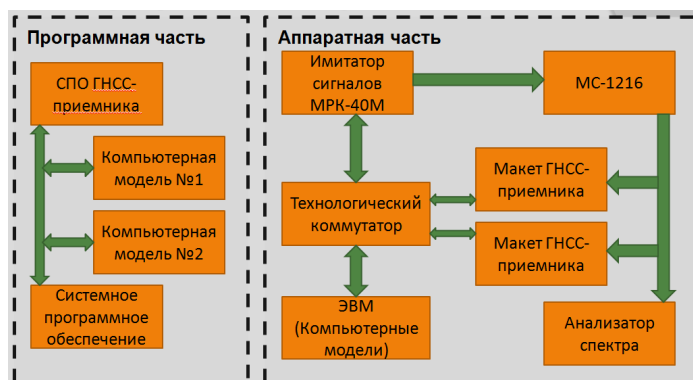 Программная часть
СПО ГНСС-
приемника
Компьютерная
модель №1
Компьютерная
модель №2
Системное
программное
обеспечение
Аппаратная часть
Имитатор
сигналов
МРК-40М
МС-1216
Технологический
коммутатор
Макет ГНСС-
приемника
Макет ГНСС-
приемника
ЭВМ
(Компьютерные
модели)
Анализатор
спектра